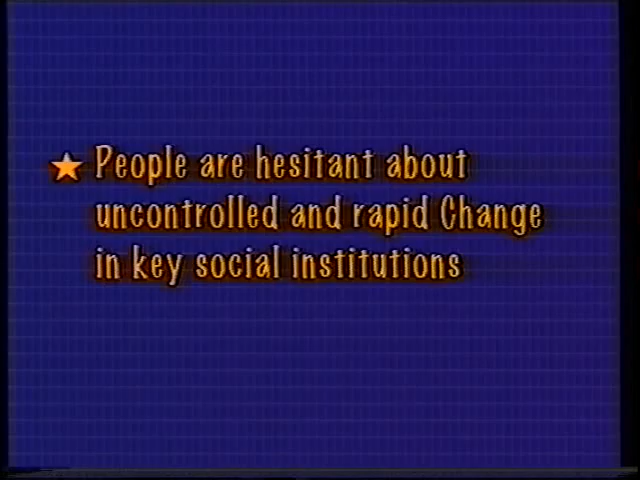 People are hesitant about
uncontrolled and rapid Change
in key social institutions